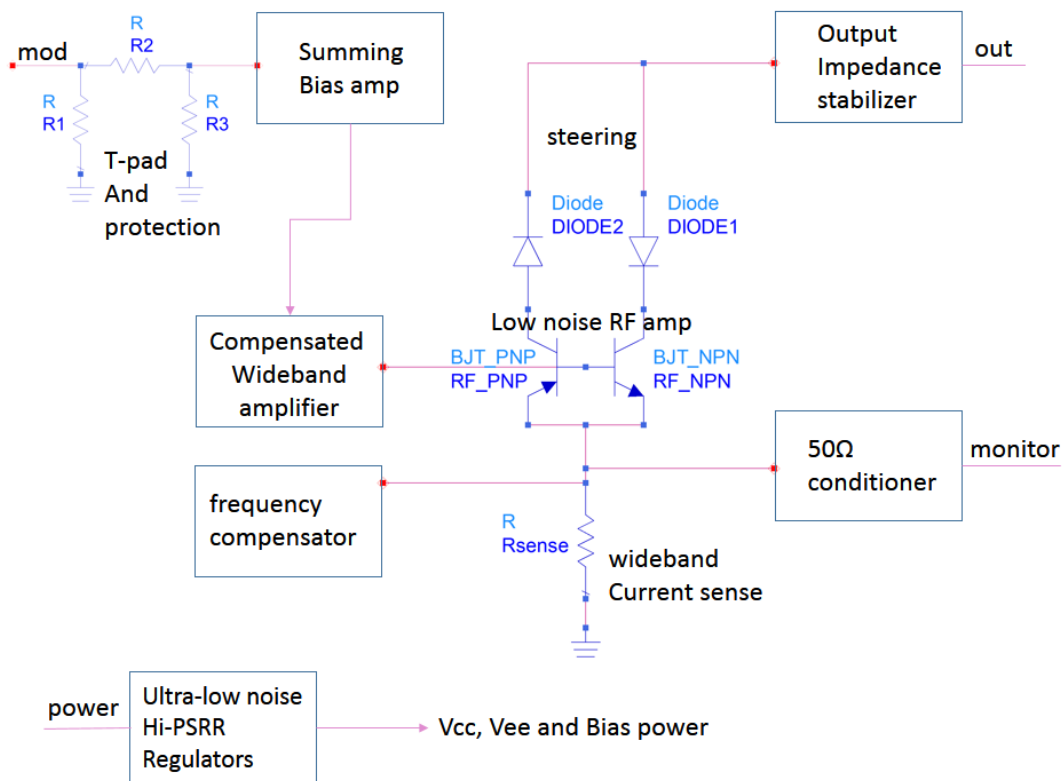 mod
R
R2
R
R1
R
R3
T-pad
And
protection
Summing
Bias amp
Output
Impedance
stabilizer
out
steering
Diode
DIODE2
Diode
DIODE1
Low noise RF amp
Compensated
Wideband
amplifier
BJT_PNP
RF_PNP
BJT_NPN
RF_NPN
50Ω
conditioner
monitor
frequency
compensator
R
Rsense
wideband
Current sense
power
Ultra-low noise
Hi-PSRR
Regulators
Vcc, Vee and Bias power